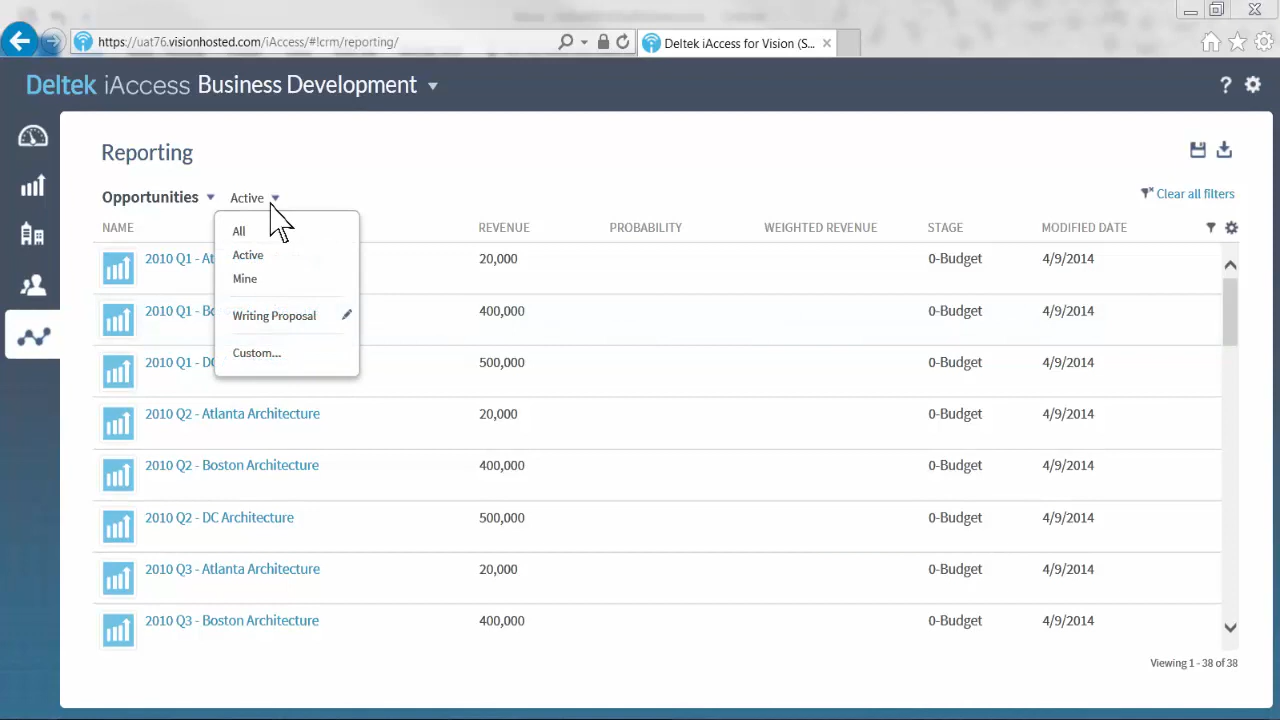 https://uat76.visionhosted.com/iAccess/#!crm/reporting/
Deltek iAccess for Vision (S...
Deltek iAccess Business Development
?
Reporting
Opportunities Active
Clear all filters
NAME REVENUE PROBABILITY WEIGHTED REVENUE STAGE MODIFIED DATE
All
Active
Mine
Writing Proposal
Custom...
2010 Q1 - At 20,000 0-Budget 4/9/2014
2010 Q1 - Bo 400,000 0-Budget 4/9/2014
2010 Q1 - DC 500,000 0-Budget 4/9/2014
2010 Q2 - Atlanta Architecture 20,000 0-Budget 4/9/2014
2010 Q2 - Boston Architecture 400,000 0-Budget 4/9/2014
2010 Q2 - DC Architecture 500,000 0-Budget 4/9/2014
2010 Q3 - Atlanta Architecture 20,000 0-Budget 4/9/2014
2010 Q3 - Boston Architecture 400,000 0-Budget 4/9/2014
Viewing 1 - 38 of 38